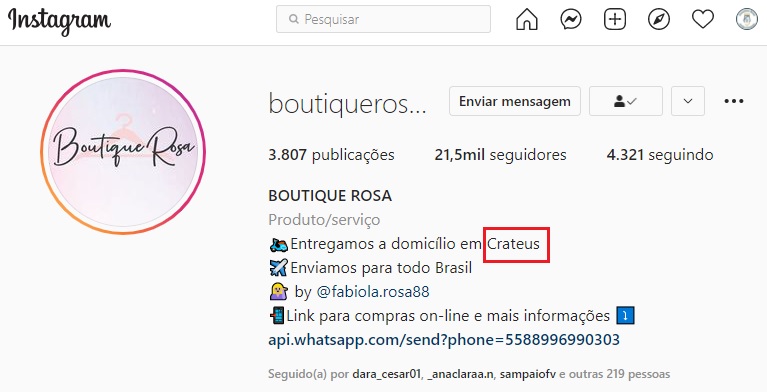 Instagram
Pesquisar
Boutique Rosa
boutiqueros...
Enviar mensagem
3.807 publicações 21,5mil seguidores 4.321 seguindo
BOUTIQUE ROSA
Produto/serviço
🛵Entregamos a domicílio em Crateus
✈️Enviamos para todo Brasil
🙋‍♀️ by @fabiola.rosa88
📲Link para compras on-line e mais informações ⤵️
api.whatsapp.com/send?phone=5588996990303
Seguido(a) por dara_cesar01, _anaclaraa.n, sampaiofv e outras 219 pessoas